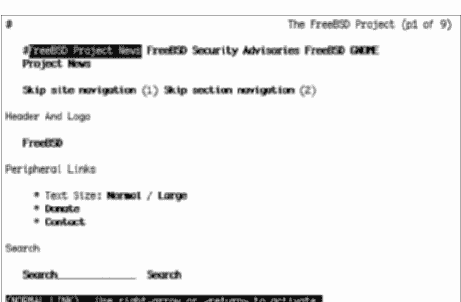 # The FreeBSD Project (p1 of 9)
#FreeBSD Project News FreeBSD Security Advisories FreeBSD GNOME
Project News
Skip site navigation (1) Skip section navigation (2)
Header And Logo
FreeBSD
Peripheral Links
* Text Size: Normal / Large
* Donate
* Contact
Search
Search______________ Search
(NORMAL LINK) Use right-arrow or <return> to activate.